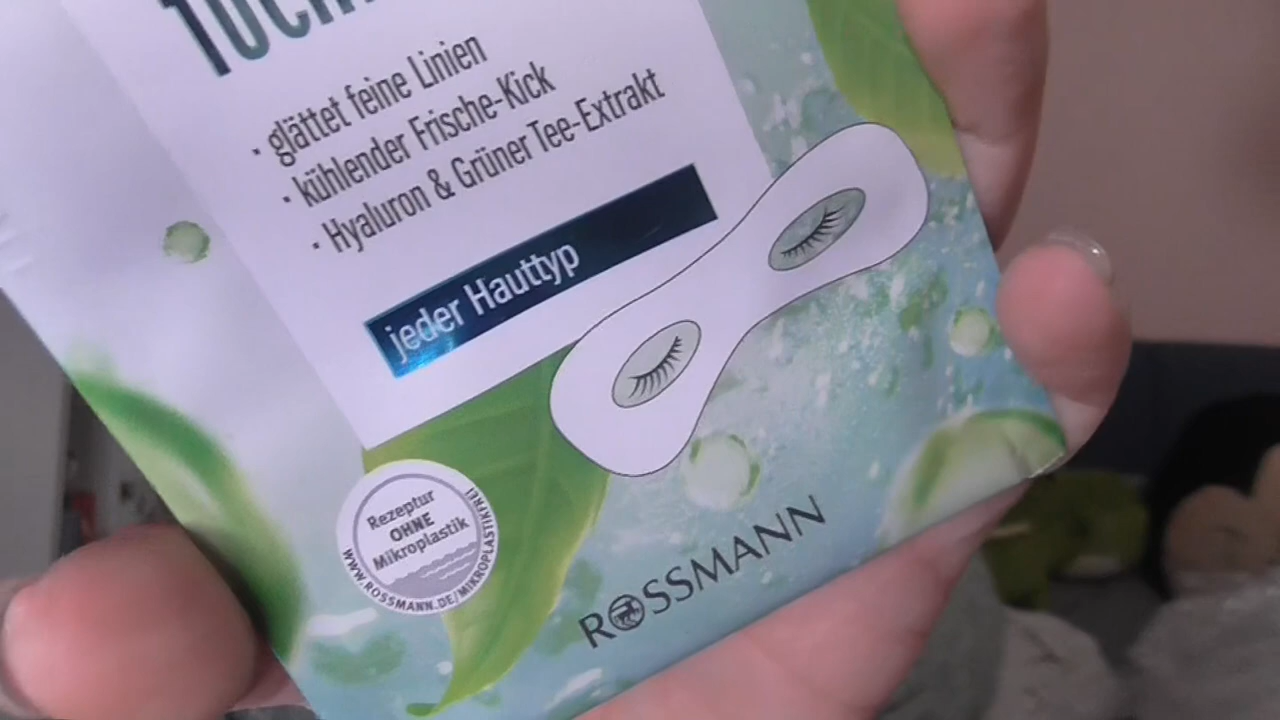 · glättet feine Linien
· kühlender Frische-Kick
· Hyaluron & Grüner Tee-Extrakt
jeder Hauttyp
Rezeptur
OHNE
Mikroplastik
WWW.ROSSMANN.DE/MIKROPLASTIKFREI
ROSSMANN